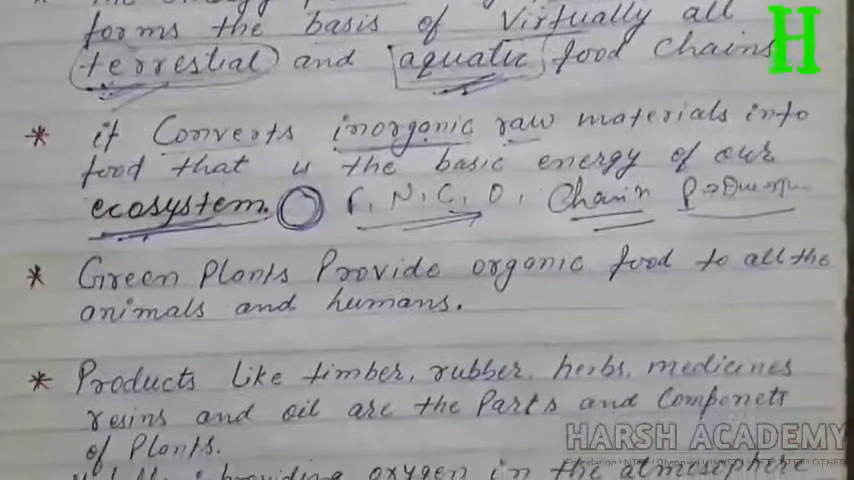 forms the basis of Virtually all
(terrestial) and aquatic food chains
H
* it Converts inorganic raw materials into
food that is the basic energy of our
ecosystem. N, C, O, Chain
* Green Plants Provide organic food to all the
animals and humans.
* Products like timber, rubber, herbs, medicines
resins and oil are the Parts and Componets
of Plants.
HARSH ACADEMY
providing oxygen in the atmosephere